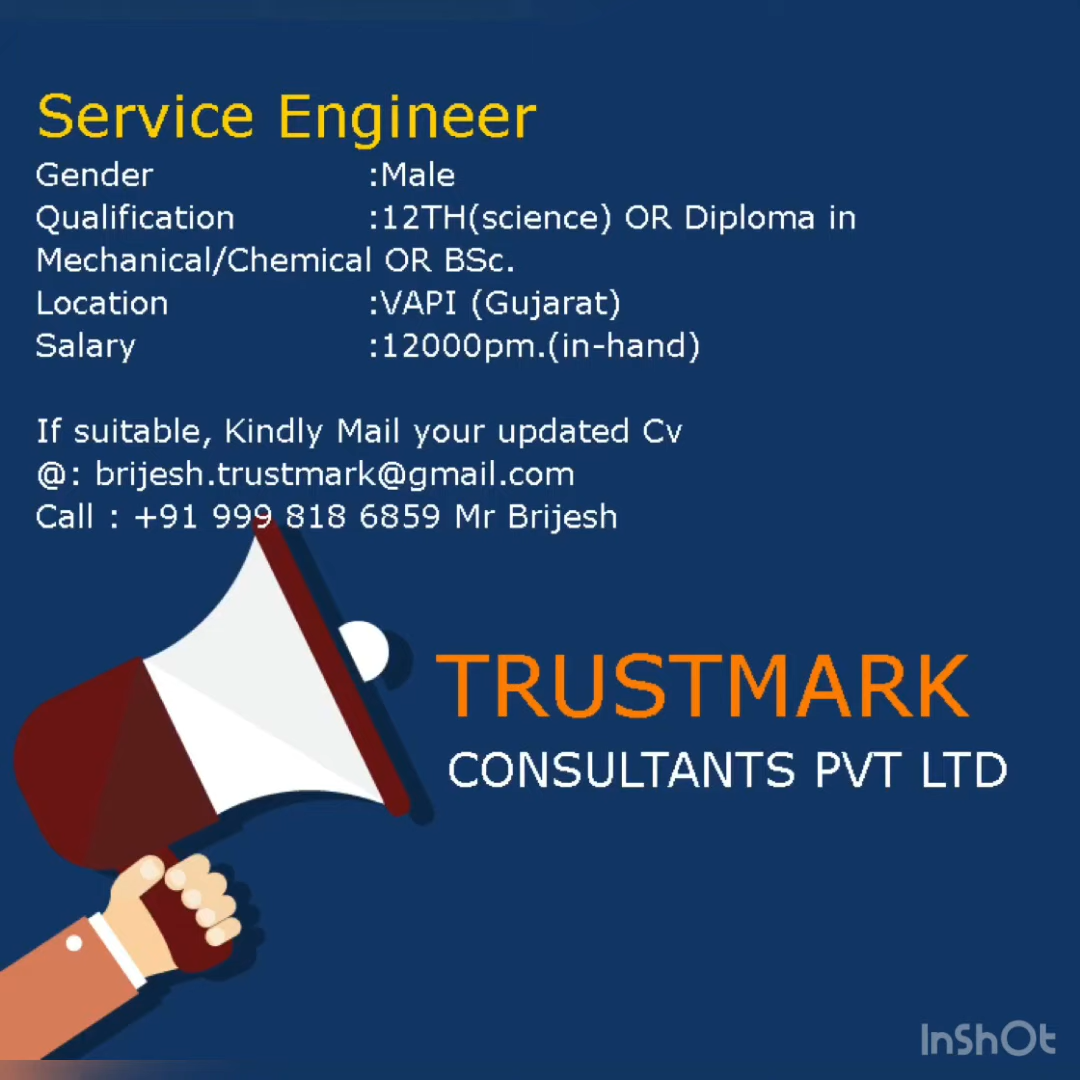 Service Engineer
Gender :Male
Qualification :12TH(science) OR Diploma in
Mechanical/Chemical OR BSc.
Location :VAPI (Gujarat)
Salary :12000pm.(in-hand)
If suitable, Kindly Mail your updated Cv
@: brijesh.trustmark@gmail.com
Call : +91 999 818 6859 Mr Brijesh
TRUSTMARK
CONSULTANTS PVT LTD
InShOt